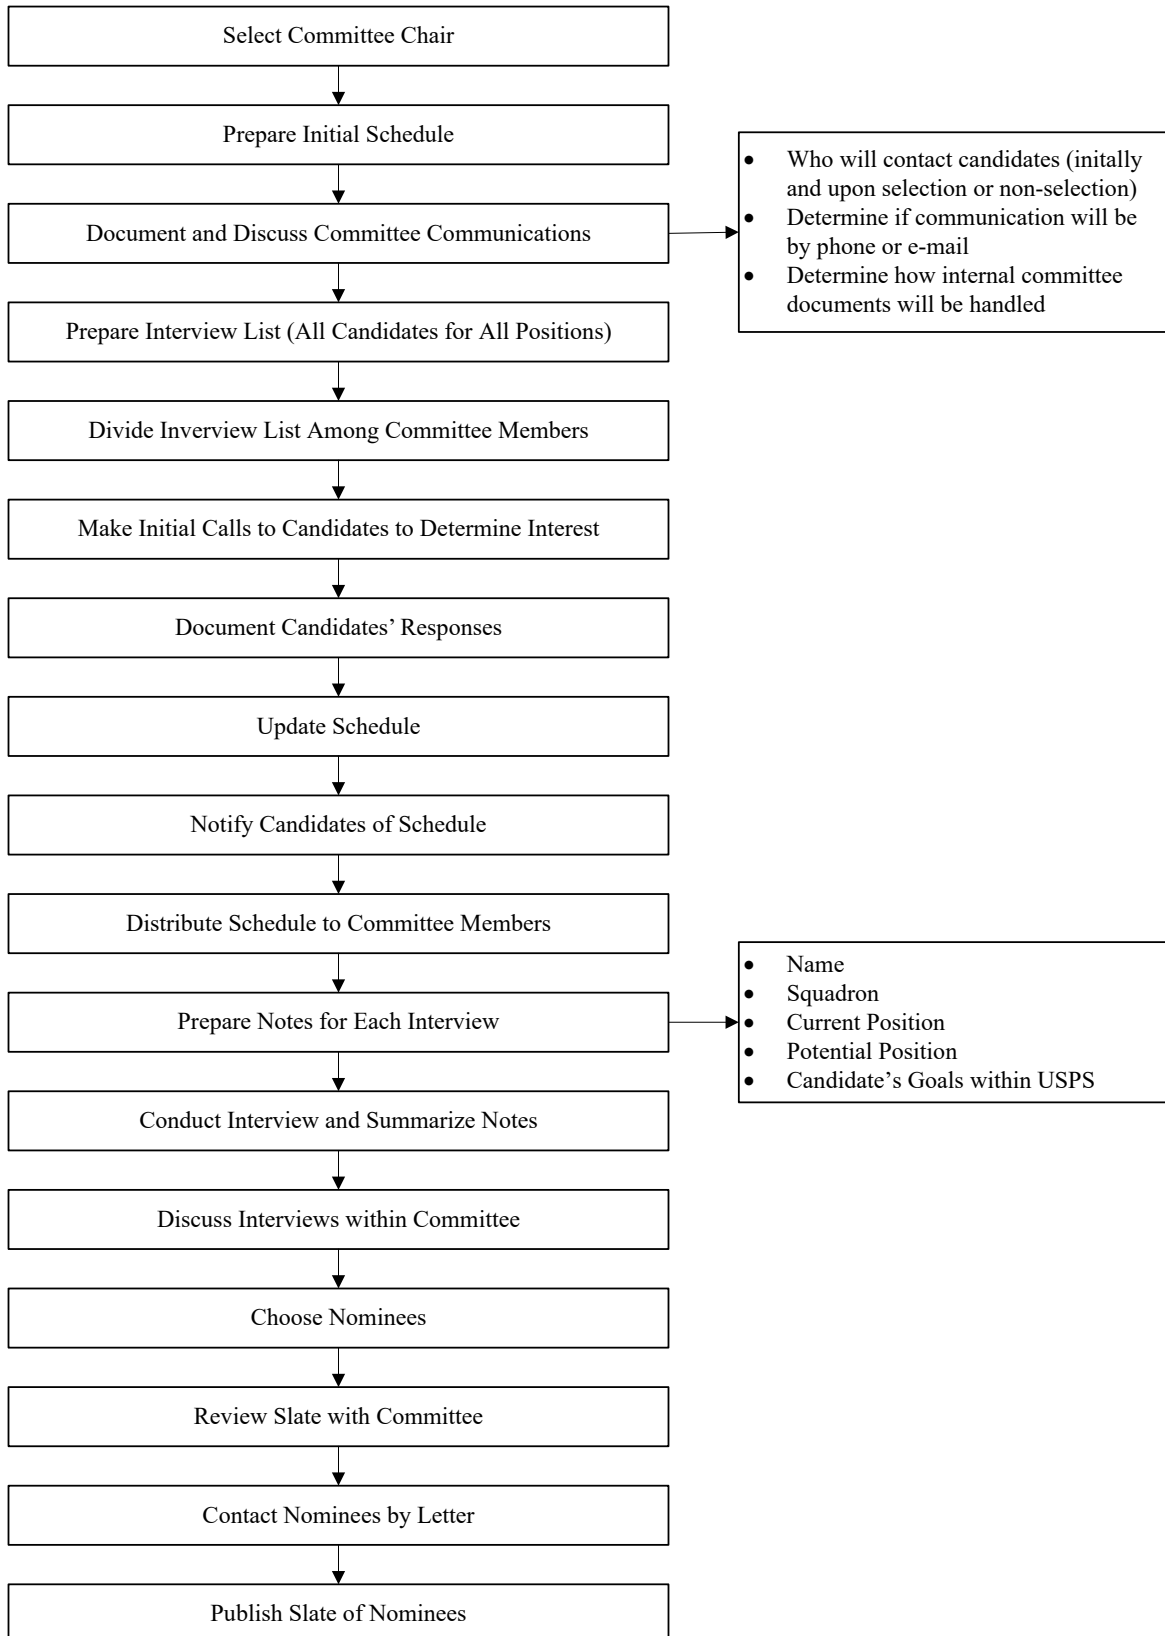 Select Committee Chair
Prepare Initial Schedule
Document and Discuss Committee Communications
• Who will contact candidates (initally
and upon selection or non-selection)
• Determine if communication will be
by phone or e-mail
• Determine how internal committee
documents will be handled
Prepare Interview List (All Candidates for All Positions)
Divide Inverview List Among Committee Members
Make Initial Calls to Candidates to Determine Interest
Document Candidates’ Responses
Update Schedule
Notify Candidates of Schedule
Distribute Schedule to Committee Members
Prepare Notes for Each Interview
• Name
• Squadron
• Current Position
• Potential Position
• Candidate’s Goals within USPS
Conduct Interview and Summarize Notes
Discuss Interviews within Committee
Choose Nominees
Review Slate with Committee
Contact Nominees by Letter
Publish Slate of Nominees